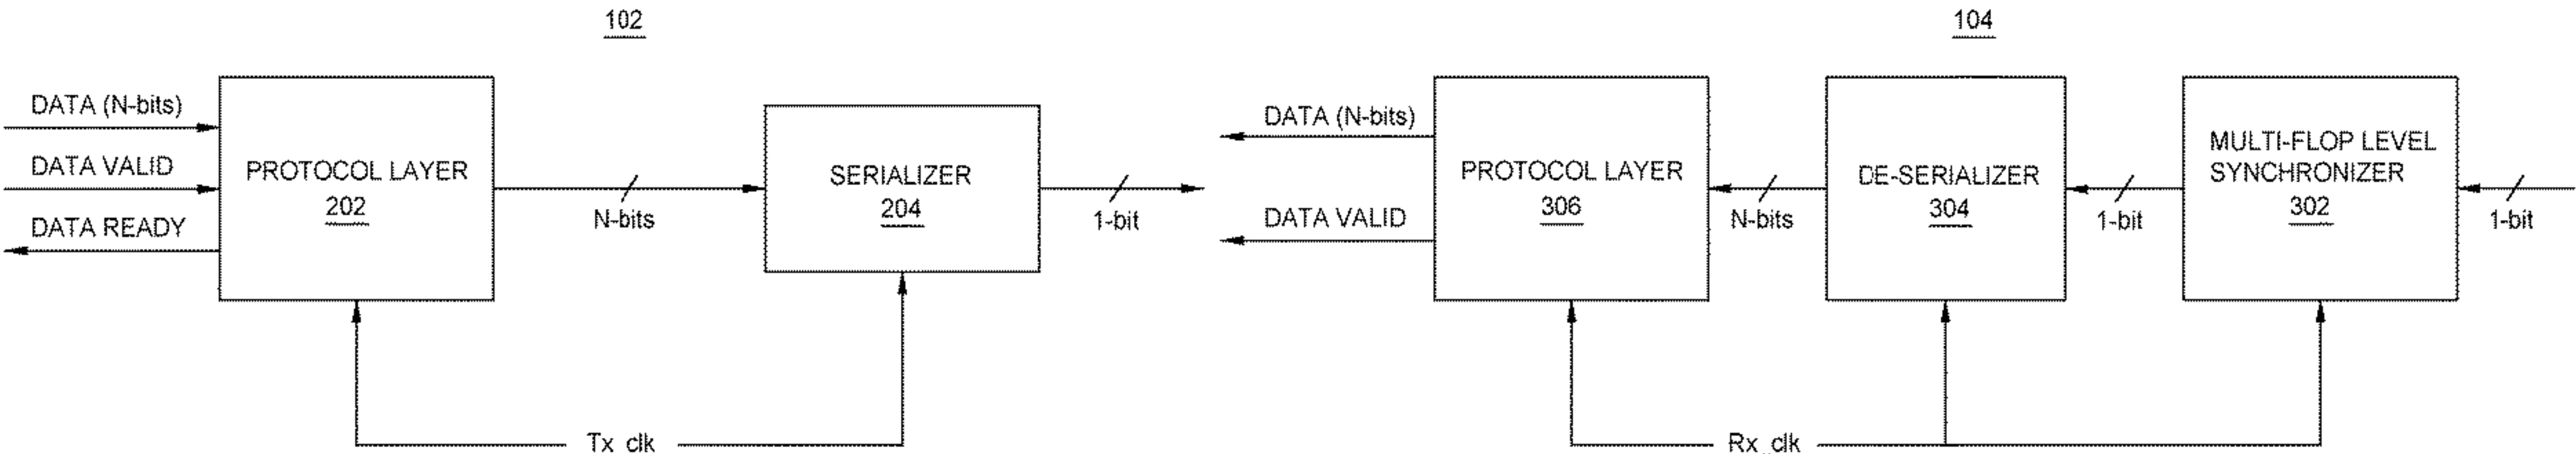 102
DATA (N-bits)
DATA VALID
DATA READY
PROTOCOL LAYER
202
N-bits
SERIALIZER
204
1-bit
Tx_clk
104
DATA (N-bits)
DATA VALID
PROTOCOL LAYER
306
N-bits
DE-SERIALIZER
304
1-bit
MULTI-FLOP LEVEL
SYNCHRONIZER
302
1-bit
Rx_clk